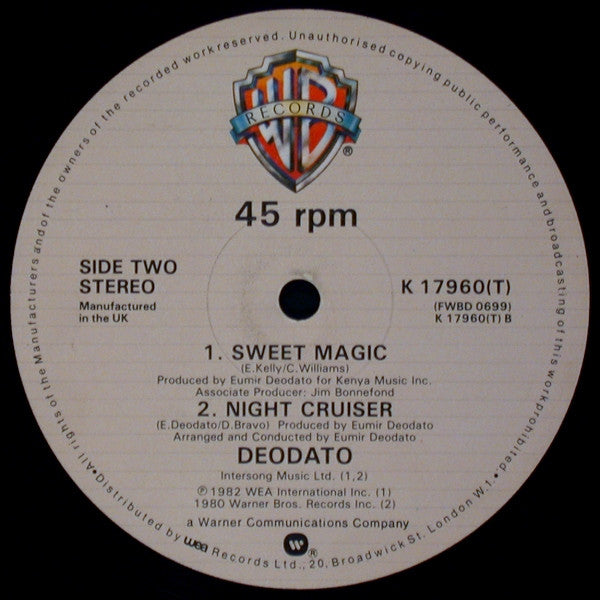 All rights of the Manufacturers and of the owners of the recorded work reserved. Unauthorised copying public performance and broadcasting of this work prohibited.
WB
RECORDS
®
45 rpm
SIDE TWO
STEREO
Manufactured
in the UK
K 17960(T)
(FWBD 0699)
K 17960(T) B
1. SWEET MAGIC
(E.Kelly/C.Williams)
Produced by Eumir Deodato for Kenya Music Inc.
Associate Producer: Jim Bonnefond
2. NIGHT CRUISER
(E.Deodato/D.Bravo) Produced by Eumir Deodato
Arranged and Conducted by Eumir Deodato
DEODATO
Intersong Music Ltd. (1,2)
℗ 1982 WEA International Inc. (1)
1980 Warner Bros. Records Inc. (2)
a Warner Communications Company
®
•Distributed by wea Records Ltd., 20, Broadwick St. London W1.•